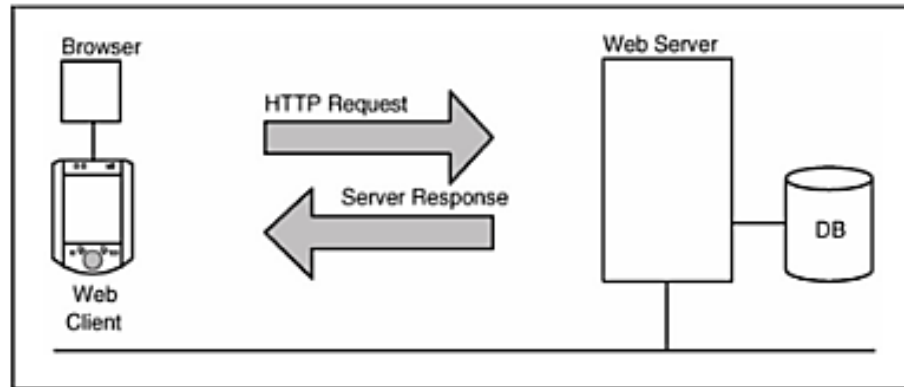 Browser
Web Server
HTTP Request
Server Response
DB
Web
Client